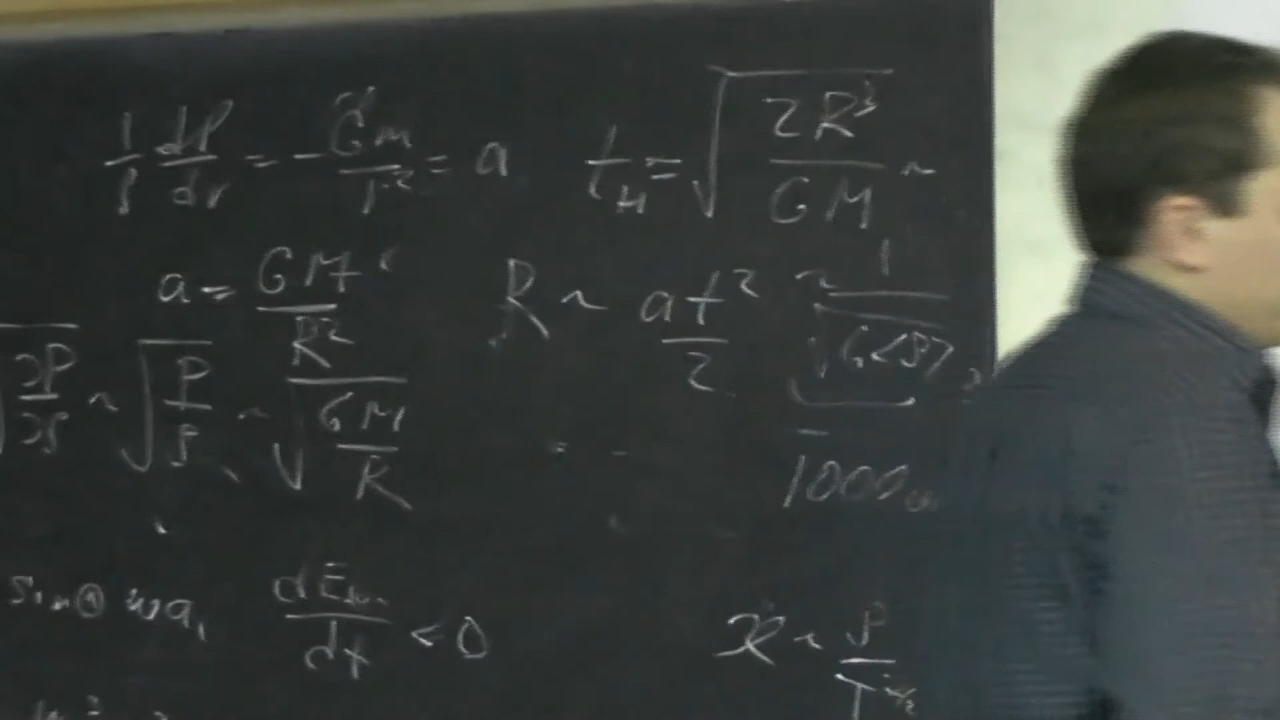 1/ρ dP/dr = - Gm/r² = a
t_H = √(2R³/GM) ~
a = GM/R²
R ~ at²/2
~ 1/√(G<ρ>)
√(∂P/∂ρ) ~ √(P/ρ) ~ √(GM/R)
1000
dE/dt < 0
ϰ ~ ρ/T